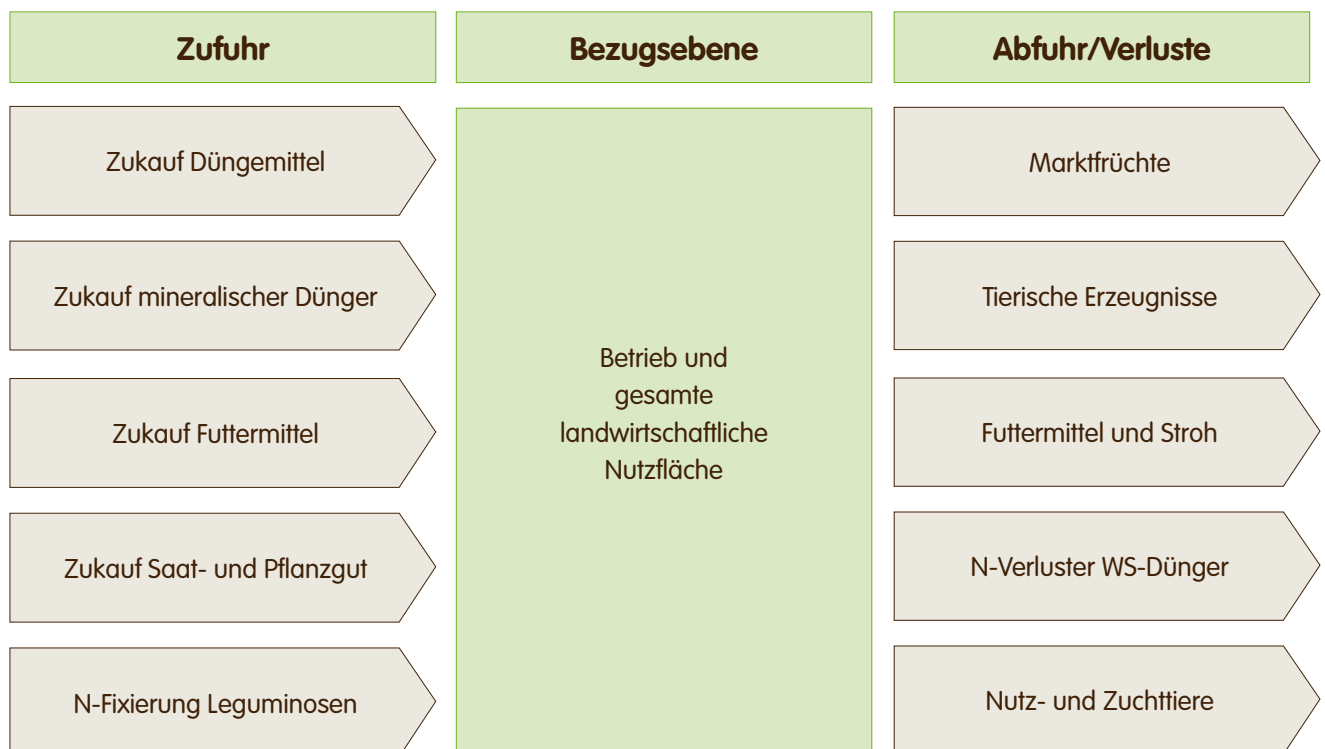 Zufuhr
Bezugsebene
Abfuhr/Verluste
Zukauf Düngemittel
Zukauf mineralischer Dünger
Zukauf Futtermittel
Zukauf Saat- und Pflanzgut
N-Fixierung Leguminosen
Betrieb und
gesamte
landwirtschaftliche
Nutzfläche
Marktfrüchte
Tierische Erzeugnisse
Futtermittel und Stroh
N-Verluster WS-Dünger
Nutz- und Zuchttiere